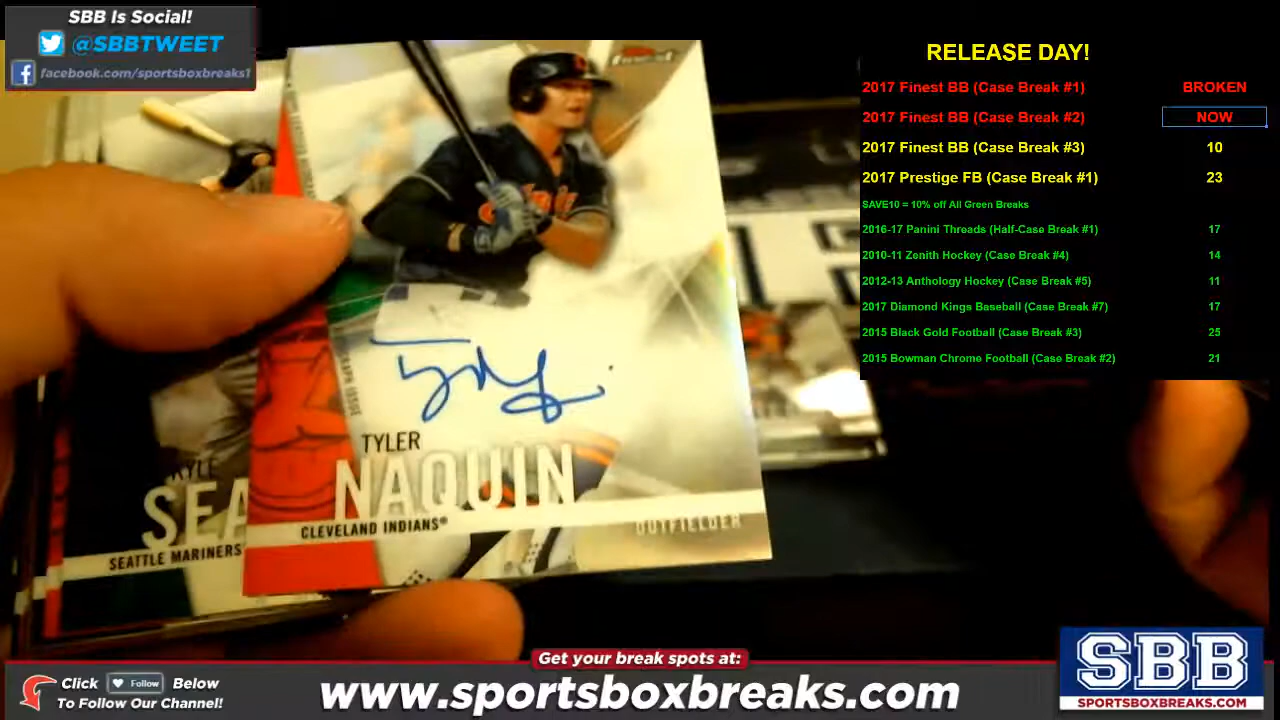 SBB Is Social!
@SBBTWEET
facebook.com/sportsboxbreaks1
RELEASE DAY!
2017 Finest BB (Case Break #1) BROKEN
2017 Finest BB (Case Break #2) NOW
2017 Finest BB (Case Break #3) 10
2017 Prestige FB (Case Break #1) 23
SAVE10 = 10% off All Green Breaks
2016-17 Panini Threads (Half-Case Break #1) 17
2010-11 Zenith Hockey (Case Break #4) 14
2012-13 Anthology Hockey (Case Break #5) 11
2017 Diamond Kings Baseball (Case Break #7) 17
2015 Black Gold Football (Case Break #3) 25
2015 Bowman Chrome Football (Case Break #2) 21
Finest
TYLER
NAQUIN
CLEVELAND INDIANS®
OUTFIELDER
KYLE
SEA
SEATTLE MARINERS
Get your break spots at:
www.sportsboxbreaks.com
Click Follow Below
To Follow Our Channel!
SBB
SPORTSBOXBREAKS.COM